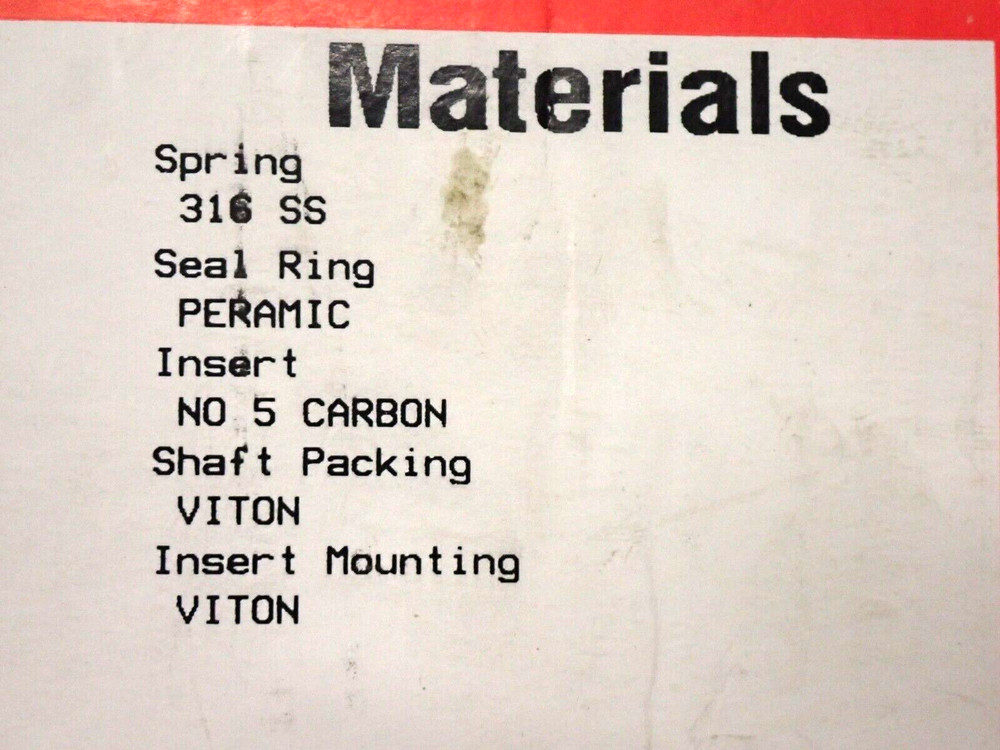 Materials
Spring
316 SS
Seal Ring
PERAMIC
Insert
NO 5 CARBON
Shaft Packing
VITON
Insert Mounting
VITON